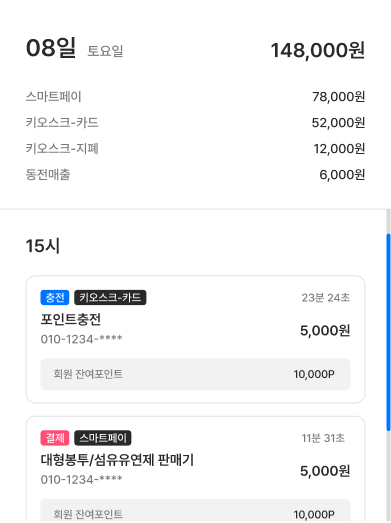 08일 토요일 148,000원
스마트페이 78,000원
키오스크-카드 52,000원
키오스크-지폐 12,000원
동전매출 6,000원
15시
충전 키오스크-카드 23분 24초
포인트충전
010-1234-**** 5,000원
회원 잔여포인트 10,000P
결제 스마트페이 11분 31초
대형봉투/섬유유연제 판매기
010-1234-**** 5,000원
회원 잔여포인트 10,000P